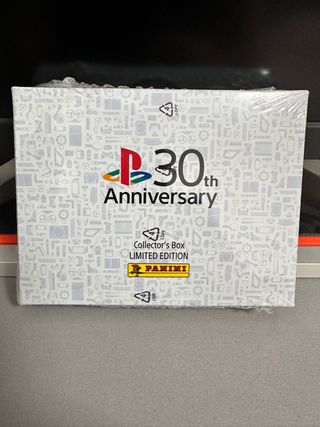 30th
Anniversary
Collector's Box
LIMITED EDITION
PANINI